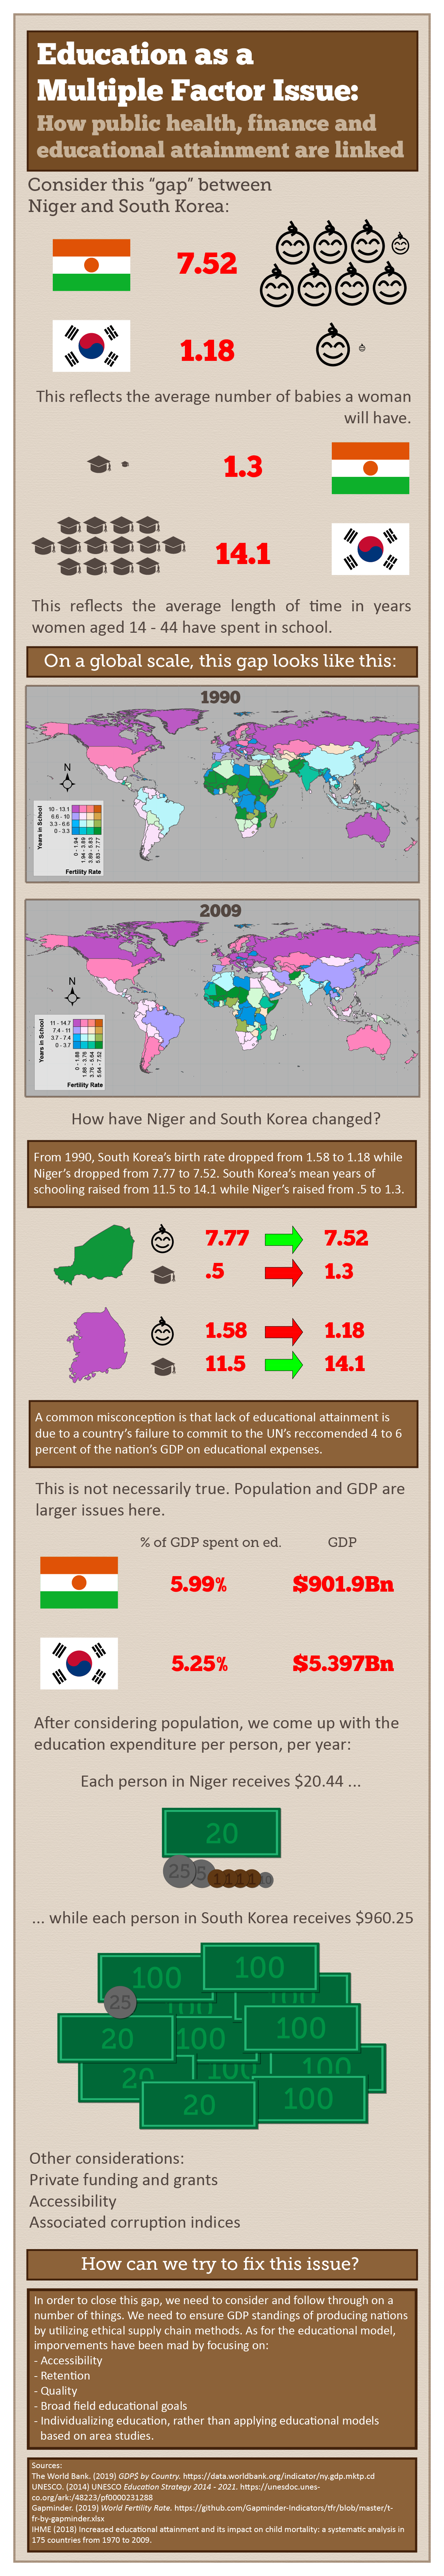 Education as a
Multiple Factor Issue:
How public health, finance and
educational attainment are linked
Consider this “gap” between
Niger and South Korea:
7.52
1.18
This reflects the average number of babies a woman
will have.
1.3
14.1
This reflects the average length of time in years
women aged 14 - 44 have spent in school.
On a global scale, this gap looks like this:
1990
N
Years in School
10 - 13.1
6.6 - 10
3.3 - 6.6
0 - 3.3
0 - 1.94
1.94 - 3.89
3.89 - 5.83
5.83 - 7.77
Fertility Rate
2009
N
Years in School
11 - 14.7
7.4 - 11
3.7 - 7.4
0 - 3.7
0 - 1.88
1.88 - 3.76
3.76 - 5.64
5.64 - 7.52
Fertility Rate
How have Niger and South Korea changed?
From 1990, South Korea’s birth rate dropped from 1.58 to 1.18 while
Niger’s dropped from 7.77 to 7.52. South Korea’s mean years of
schooling raised from 11.5 to 14.1 while Niger’s raised from .5 to 1.3.
7.77 7.52
.5 1.3
1.58 1.18
11.5 14.1
A common misconception is that lack of educational attainment is
due to a country’s failure to commit to the UN’s reccomended 4 to 6
percent of the nation’s GDP on educational expenses.
This is not necessarily true. Population and GDP are
larger issues here.
% of GDP spent on ed. GDP
5.99% $901.9Bn
5.25% $5.397Bn
After considering population, we come up with the
education expenditure per person, per year:
Each person in Niger receives $20.44 ...
20
25 5 1 1 1 1 10
... while each person in South Korea receives $960.25
100 100
25 100 100
20 100 100
20 100 100
20 100
Other considerations:
Private funding and grants
Accessibility
Associated corruption indices
How can we try to fix this issue?
In order to close this gap, we need to consider and follow through on a
number of things. We need to ensure GDP standings of producing nations
by utilizing ethical supply chain methods. As for the educational model,
imporvements have been mad by focusing on:
- Accessibility
- Retention
- Quality
- Broad field educational goals
- Individualizing education, rather than applying educational models
based on area studies.
Sources:
The World Bank. (2019) GDP$ by Country. https://data.worldbank.org/indicator/ny.gdp.mktp.cd
UNESCO. (2014) UNESCO Education Strategy 2014 - 2021. https://unesdoc.unes-
co.org/ark:/48223/pf0000231288
Gapminder. (2019) World Fertility Rate. https://github.com/Gapminder-Indicators/tfr/blob/master/t-
fr-by-gapminder.xlsx
IHME (2018) Increased educational attainment and its impact on child mortality: a systematic analysis in
175 countries from 1970 to 2009.